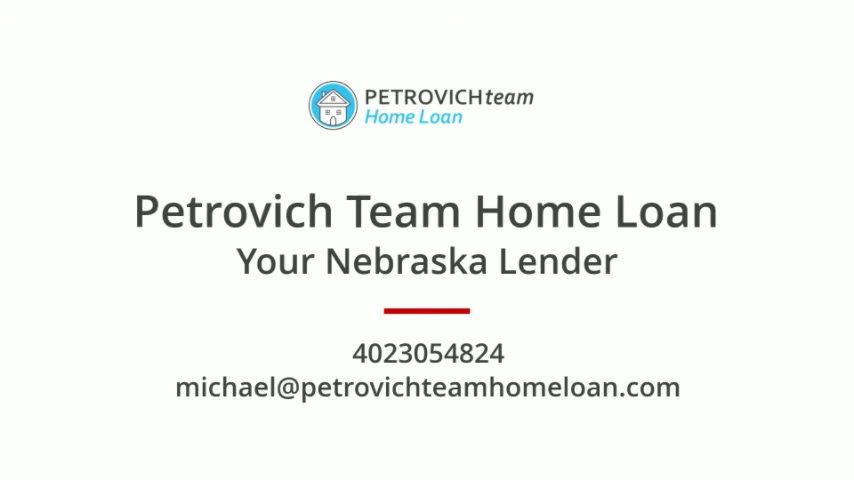 PETROVICHteam
Home Loan
Petrovich Team Home Loan
Your Nebraska Lender
4023054824
michael@petrovichteamhomeloan.com